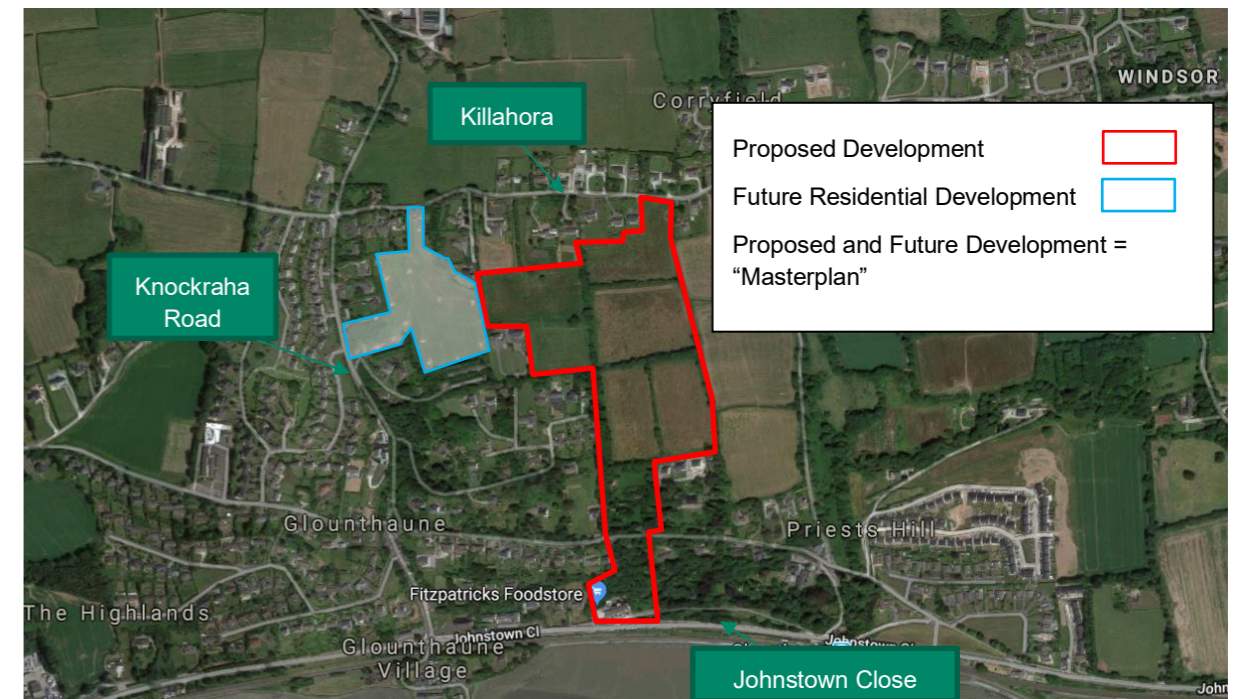 WINDSOR
Corryfield
Killahora
Proposed Development
Future Residential Development
Proposed and Future Development =
“Masterplan”
Knockraha
Road
Glounthaune
Priests Hill
Fitzpatricks Foodstore
The Highlands
Johnstown Cl
Glounthaune
Village
Johnstown Close
John